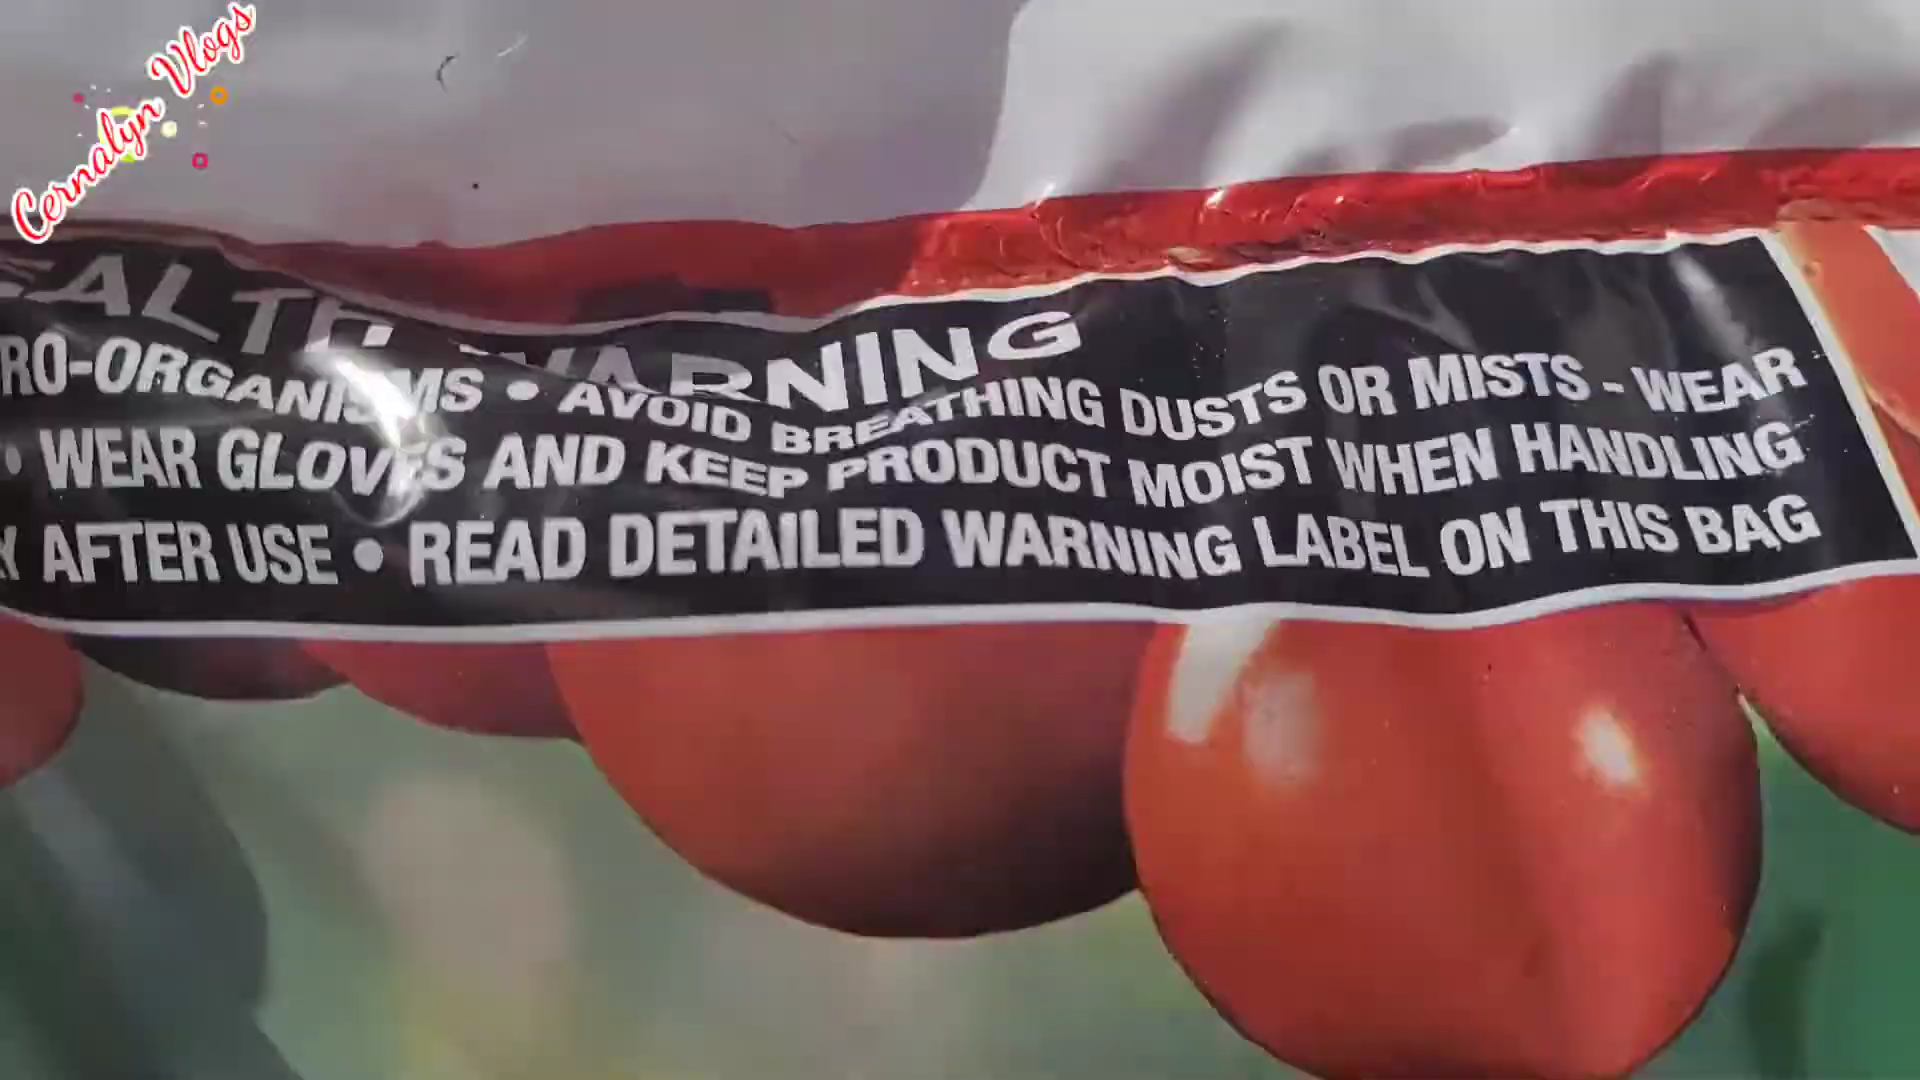 Cernalyn Vlogs
EALTH WARNING
RO-ORGANISMS • AVOID BREATHING DUSTS OR MISTS - WEAR
• WEAR GLOVES AND KEEP PRODUCT MOIST WHEN HANDLING
Y AFTER USE • READ DETAILED WARNING LABEL ON THIS BAG